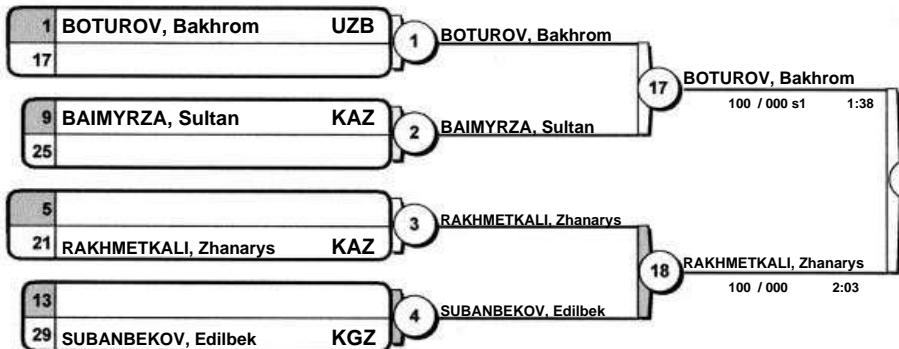 1 BOTUROV, Bakhrom UZB
17
1
BOTUROV, Bakhrom
9 BAIMYRZA, Sultan KAZ
25
2
BAIMYRZA, Sultan
17
BOTUROV, Bakhrom
100 / 000 s1 1:38
5
21 RAKHMETKALI, Zhanarys KAZ
3
RAKHMETKALI, Zhanarys
13
29 SUBANBEKOV, Edilbek KGZ
4
SUBANBEKOV, Edilbek
18
RAKHMETKALI, Zhanarys
100 / 000 2:03